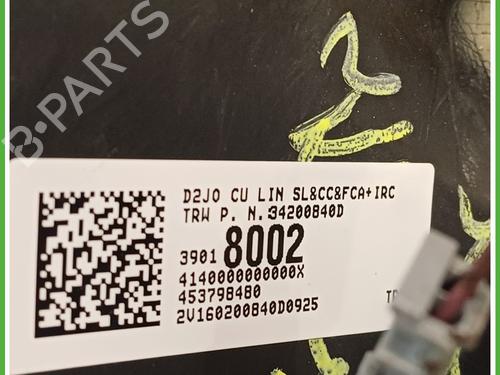 B-PARTS
D2JO CU LIN SL&CC&FCA+IRC
TRW P. N.:34200840D
3901 8002
4140000000000X
453798480
2V160200840D0925